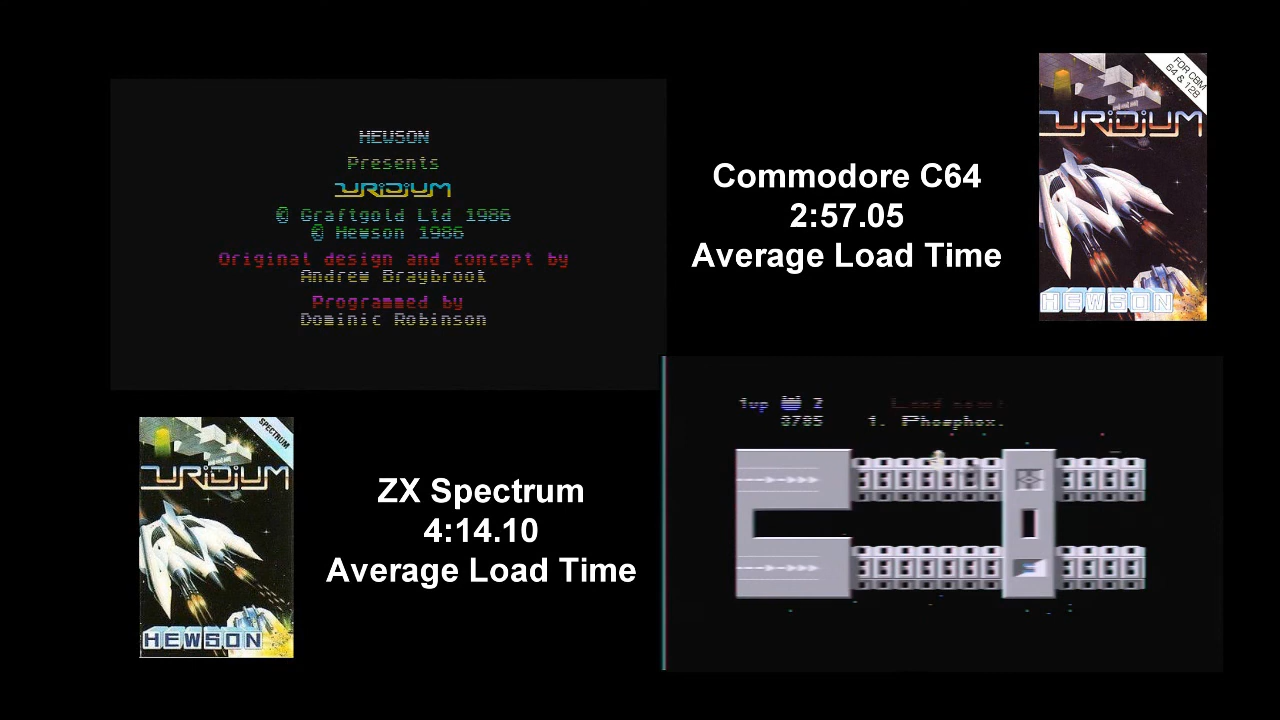 HEWSON
Presents
URIDIUM
© Graftgold Ltd 1986
© Hewson 1986
Original design and concept by
Andrew Braybrook
Programmed by
Dominic Robinson
Commodore C64
2:57.05
Average Load Time
FOR CBM
64 & 128
URIDIUM
HEWSON
SPECTRUM
URIDIUM
HEWSON
ZX Spectrum
4:14.10
Average Load Time
1up 2
3785
1. Phosphox.